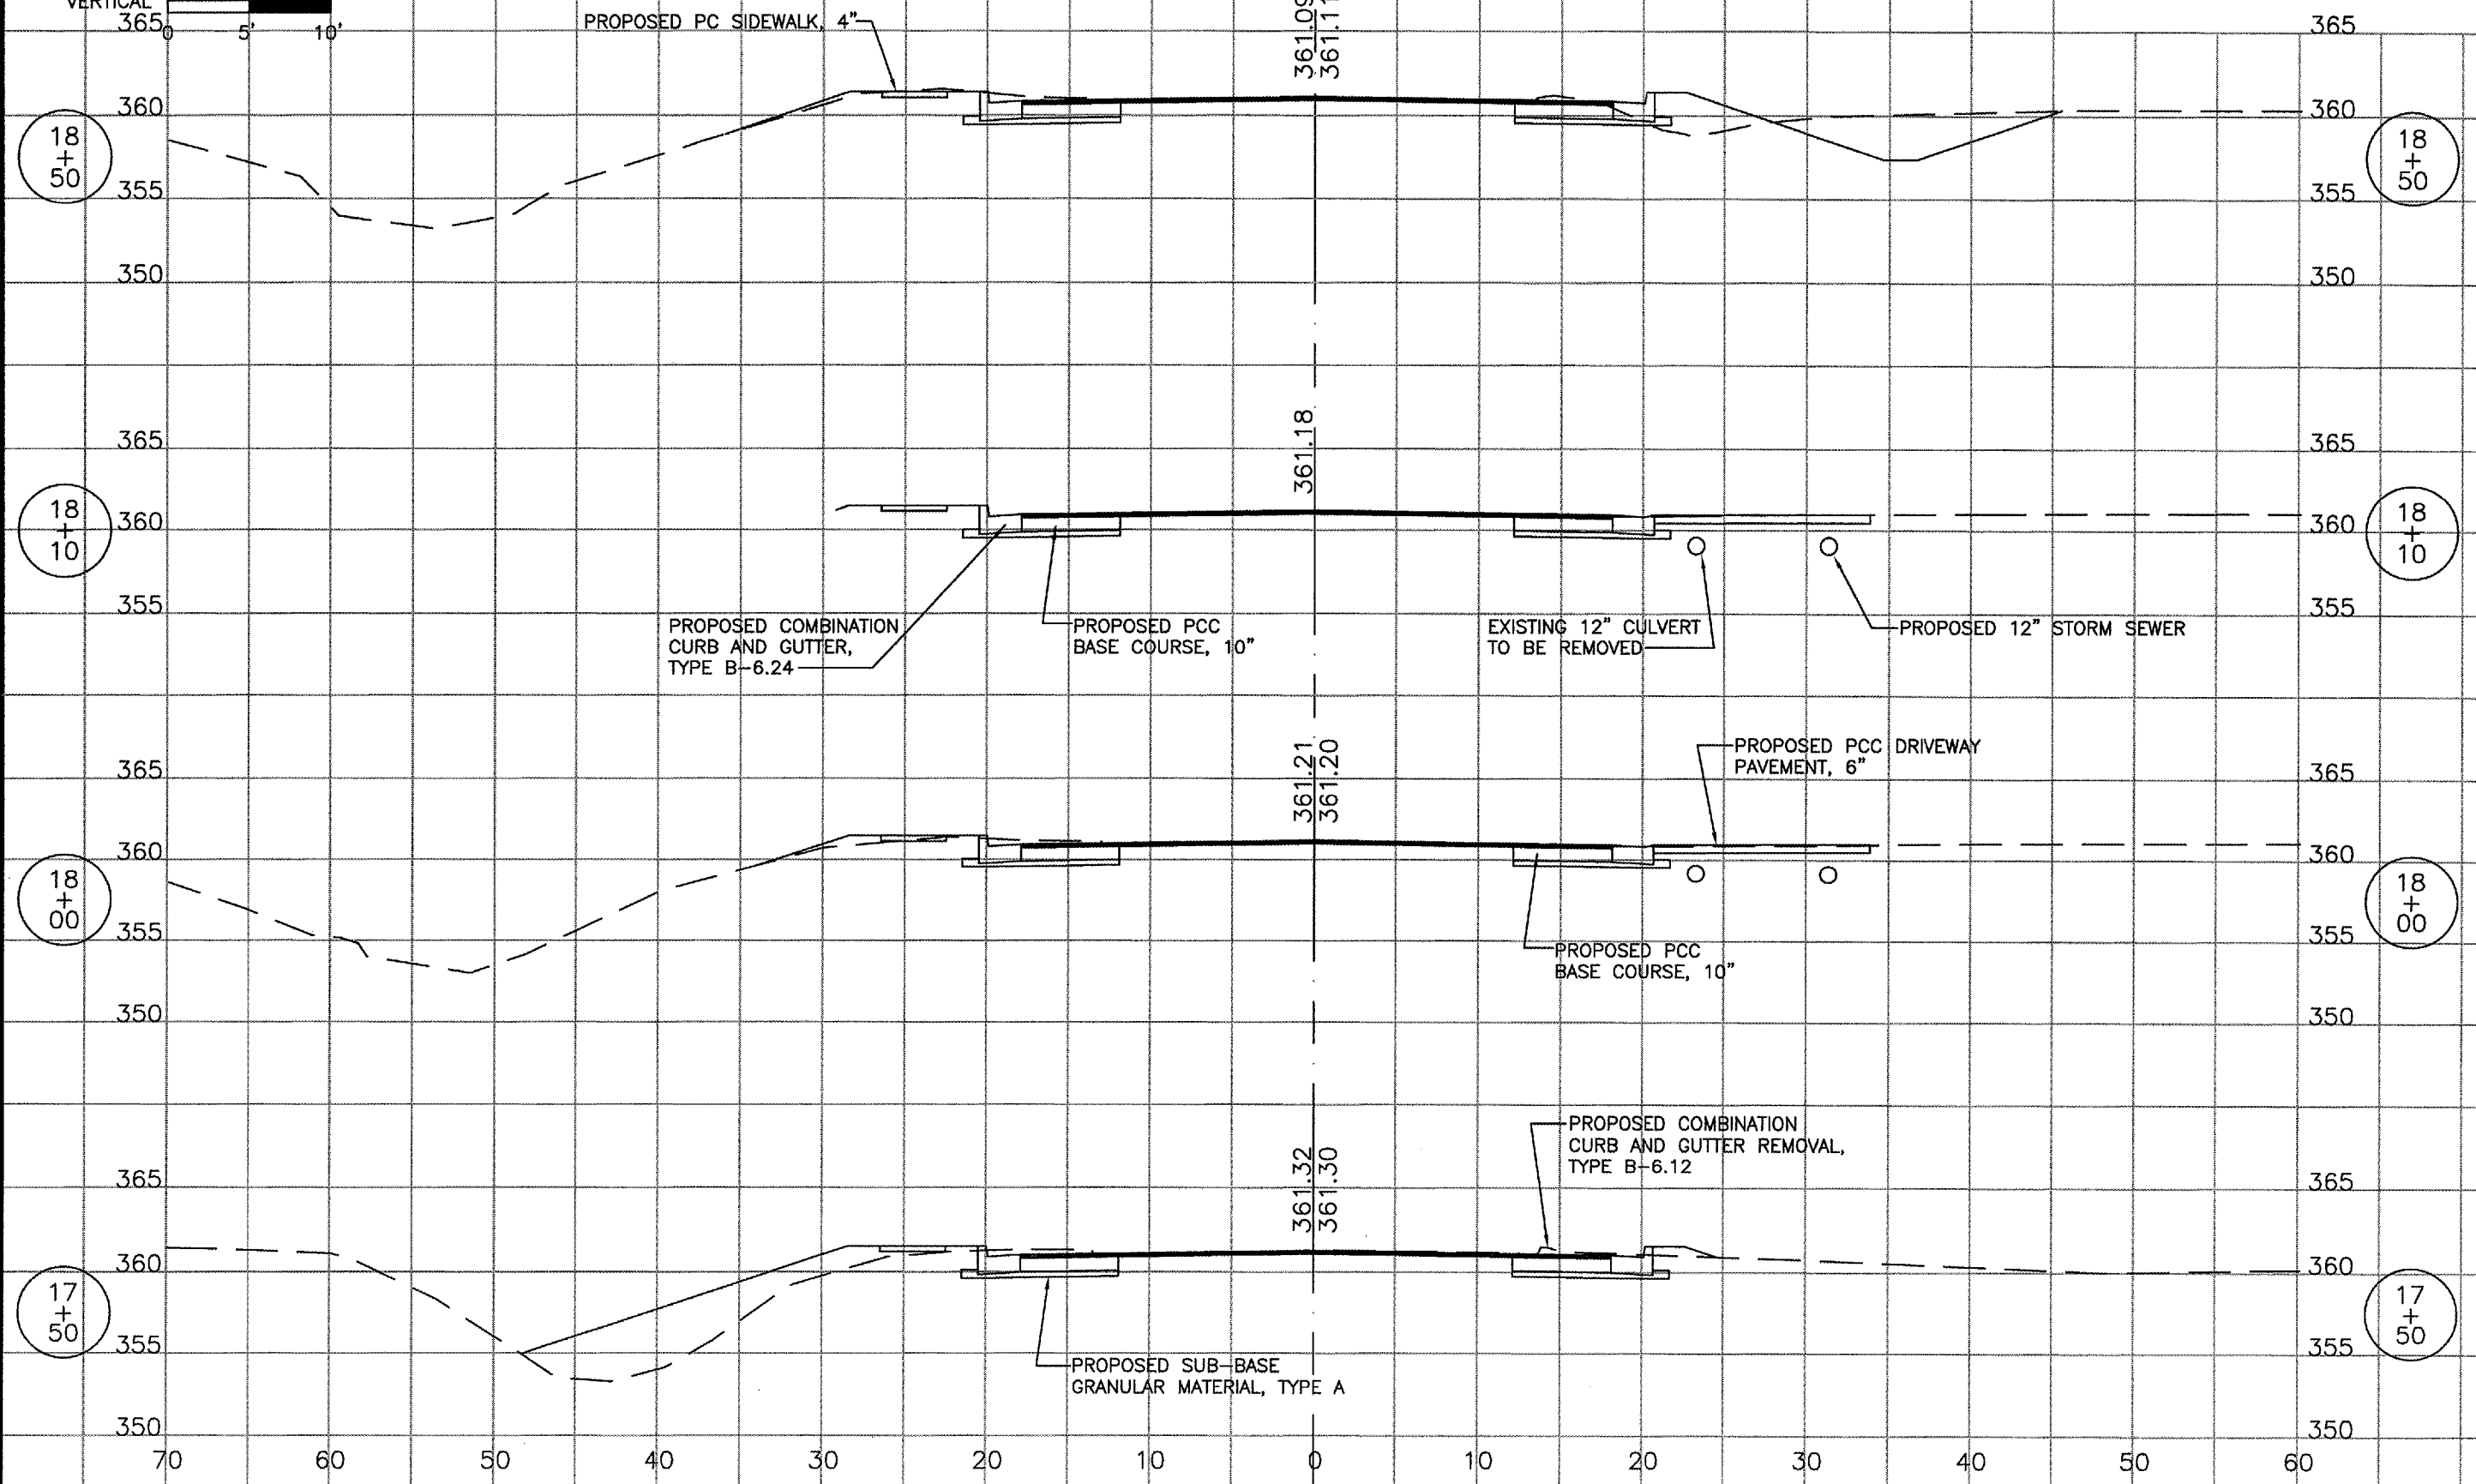 VERTICAL
0 5' 10'
PROPOSED PC SIDEWALK, 4"
361.09
361.11
365 365
360 360
18 + 50
18 + 50
355 355
350 350
361.18
365 365
360 360
18 + 10
18 + 10
355 355
PROPOSED COMBINATION
CURB AND GUTTER,
TYPE B-6.24
PROPOSED PCC
BASE COURSE, 10"
EXISTING 12" CULVERT
TO BE REMOVED
PROPOSED 12" STORM SEWER
361.21
361.20
PROPOSED PCC DRIVEWAY
PAVEMENT, 6"
365 365
360 360
18 + 00
18 + 00
355 355
PROPOSED PCC
BASE COURSE, 10"
350 350
PROPOSED COMBINATION
CURB AND GUTTER REMOVAL,
TYPE B-6.12
361.32
361.30
365 365
360 360
17 + 50
17 + 50
355 355
PROPOSED SUB-BASE
GRANULAR MATERIAL, TYPE A
350 350
70 60 50 40 30 20 10 0 10 20 30 40 50 60